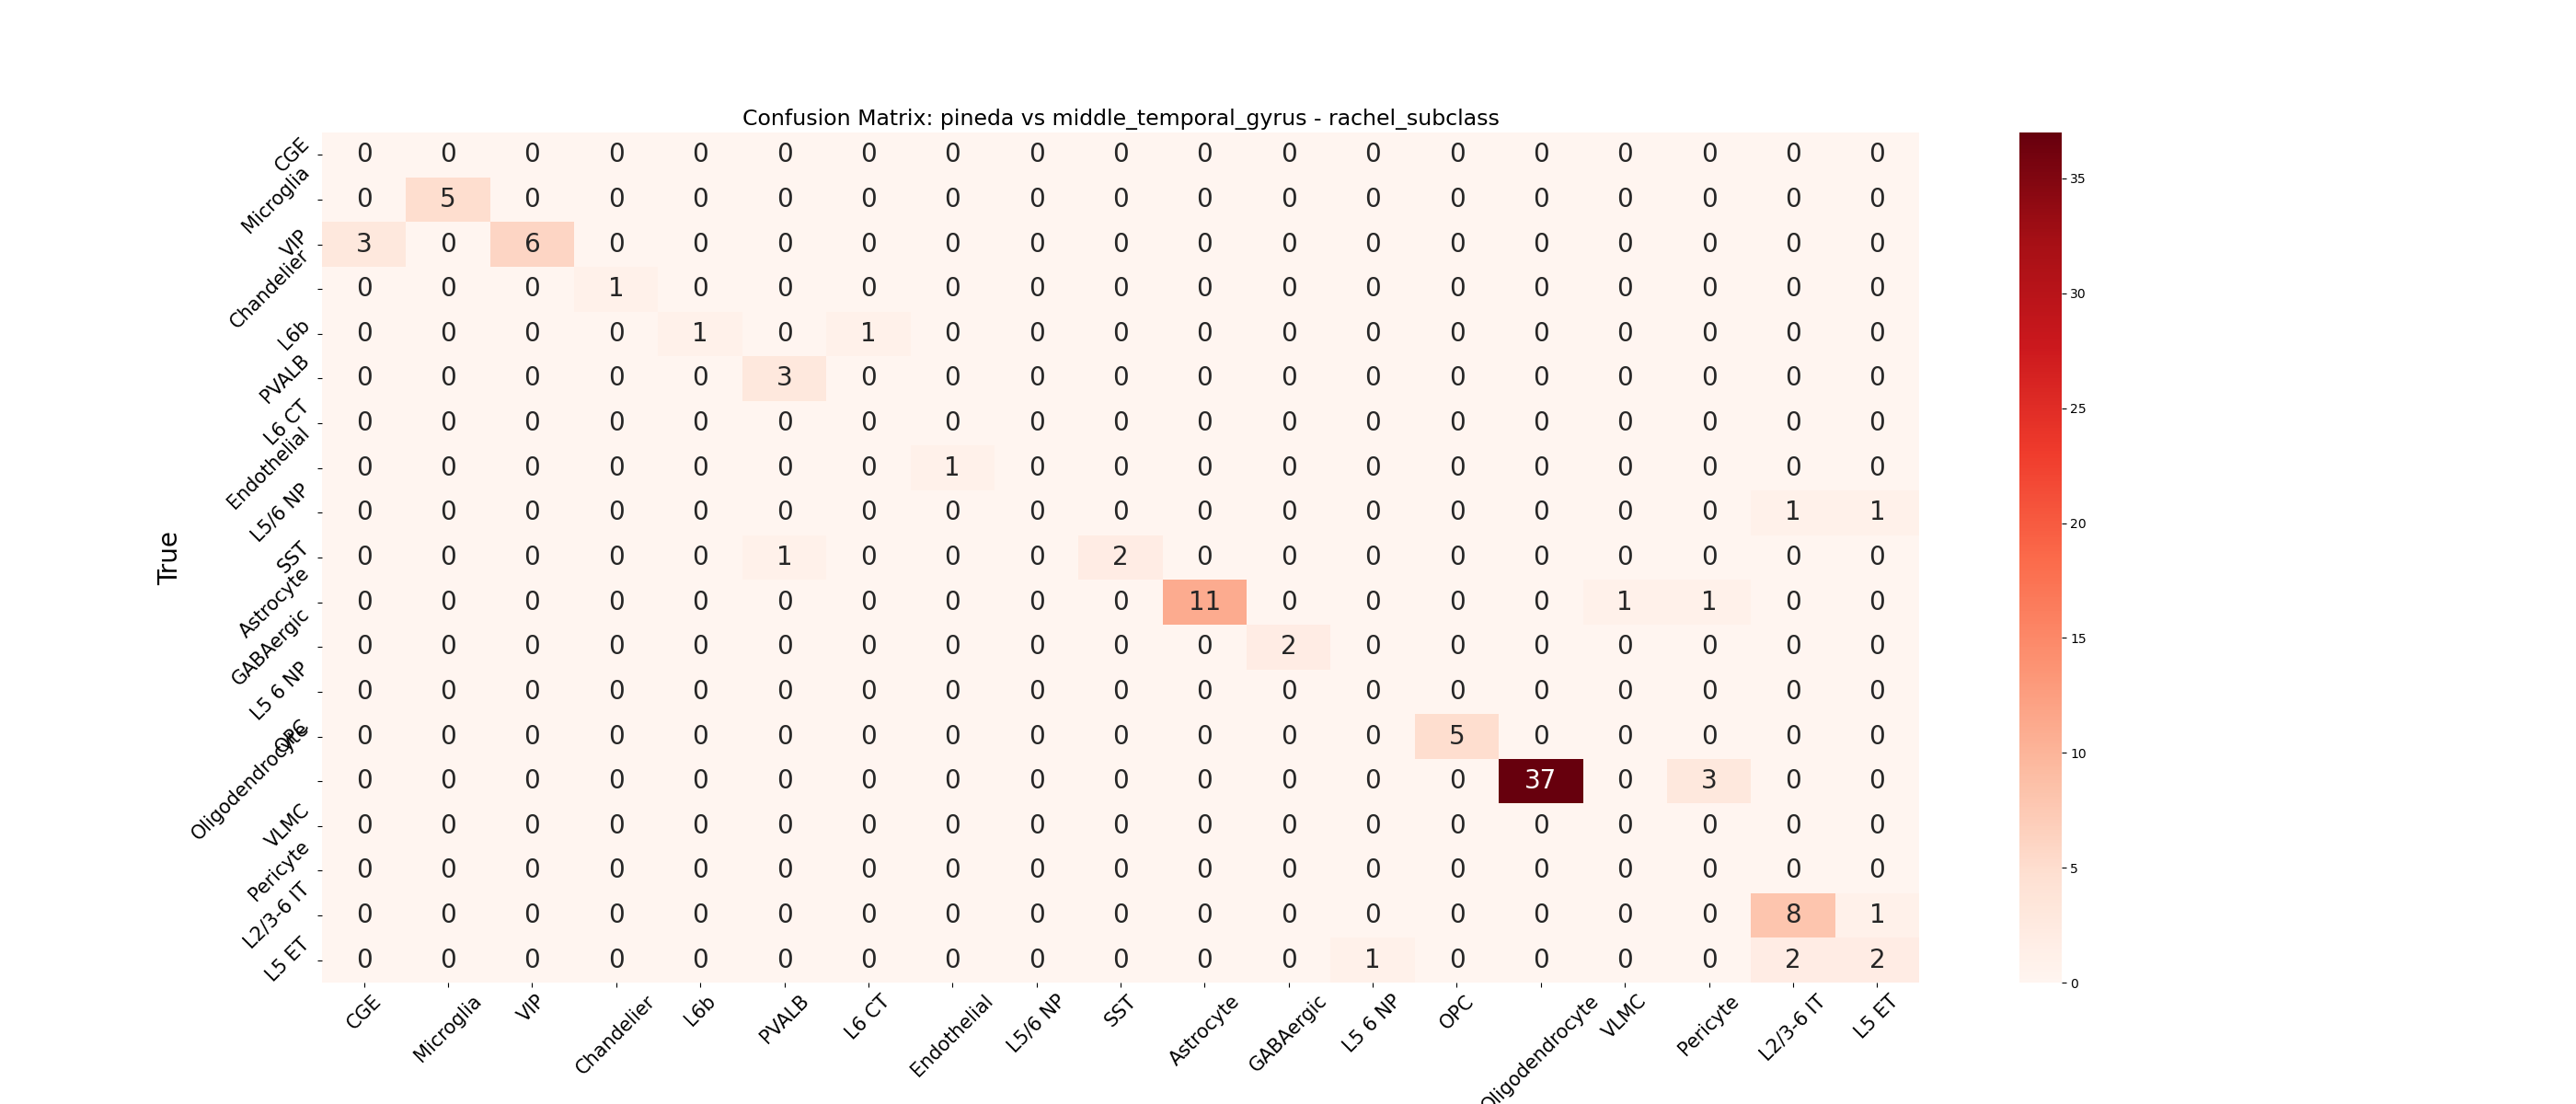 Confusion Matrix: pineda vs middle_temporal_gyrus - rachel_subclass
True
CGE 0 0 0 0 0 0 0 0 0 0 0 0 0 0 0 0 0 0 0
Microglia 0 5 0 0 0 0 0 0 0 0 0 0 0 0 0 0 0 0 0
VIP 3 0 6 0 0 0 0 0 0 0 0 0 0 0 0 0 0 0 0
Chandelier 0 0 0 1 0 0 0 0 0 0 0 0 0 0 0 0 0 0 0
L6b 0 0 0 0 1 0 1 0 0 0 0 0 0 0 0 0 0 0 0
PVALB 0 0 0 0 0 3 0 0 0 0 0 0 0 0 0 0 0 0 0
L6 CT 0 0 0 0 0 0 0 0 0 0 0 0 0 0 0 0 0 0 0
Endothelial 0 0 0 0 0 0 0 1 0 0 0 0 0 0 0 0 0 0 0
L5/6 NP 0 0 0 0 0 0 0 0 0 0 0 0 0 0 0 0 0 1 1
SST 0 0 0 0 0 1 0 0 0 2 0 0 0 0 0 0 0 0 0
Astrocyte 0 0 0 0 0 0 0 0 0 0 11 0 0 0 0 1 1 0 0
GABAergic 0 0 0 0 0 0 0 0 0 0 0 2 0 0 0 0 0 0 0
L5 6 NP 0 0 0 0 0 0 0 0 0 0 0 0 0 0 0 0 0 0 0
OPC 0 0 0 0 0 0 0 0 0 0 0 0 0 5 0 0 0 0 0
Oligodendrocyte 0 0 0 0 0 0 0 0 0 0 0 0 0 0 37 0 3 0 0
VLMC 0 0 0 0 0 0 0 0 0 0 0 0 0 0 0 0 0 0 0
Pericyte 0 0 0 0 0 0 0 0 0 0 0 0 0 0 0 0 0 0 0
L2/3-6 IT 0 0 0 0 0 0 0 0 0 0 0 0 0 0 0 0 0 8 1
L5 ET 0 0 0 0 0 0 0 0 0 0 0 0 1 0 0 0 0 2 2
CGE Microglia VIP Chandelier L6b PVALB L6 CT Endothelial L5/6 NP SST Astrocyte GABAergic L5 6 NP OPC Oligodendrocyte VLMC Pericyte L2/3-6 IT L5 ET
35
30
25
20
15
10
5
0